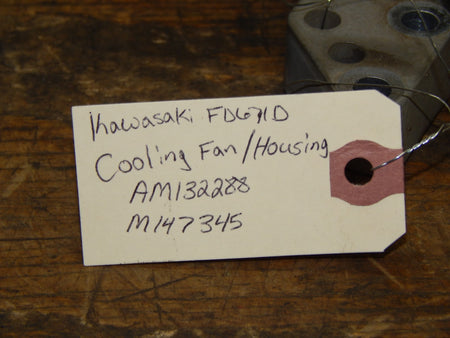 Kawasaki FD671D
Cooling Fan/Housing
AM132288
M147345